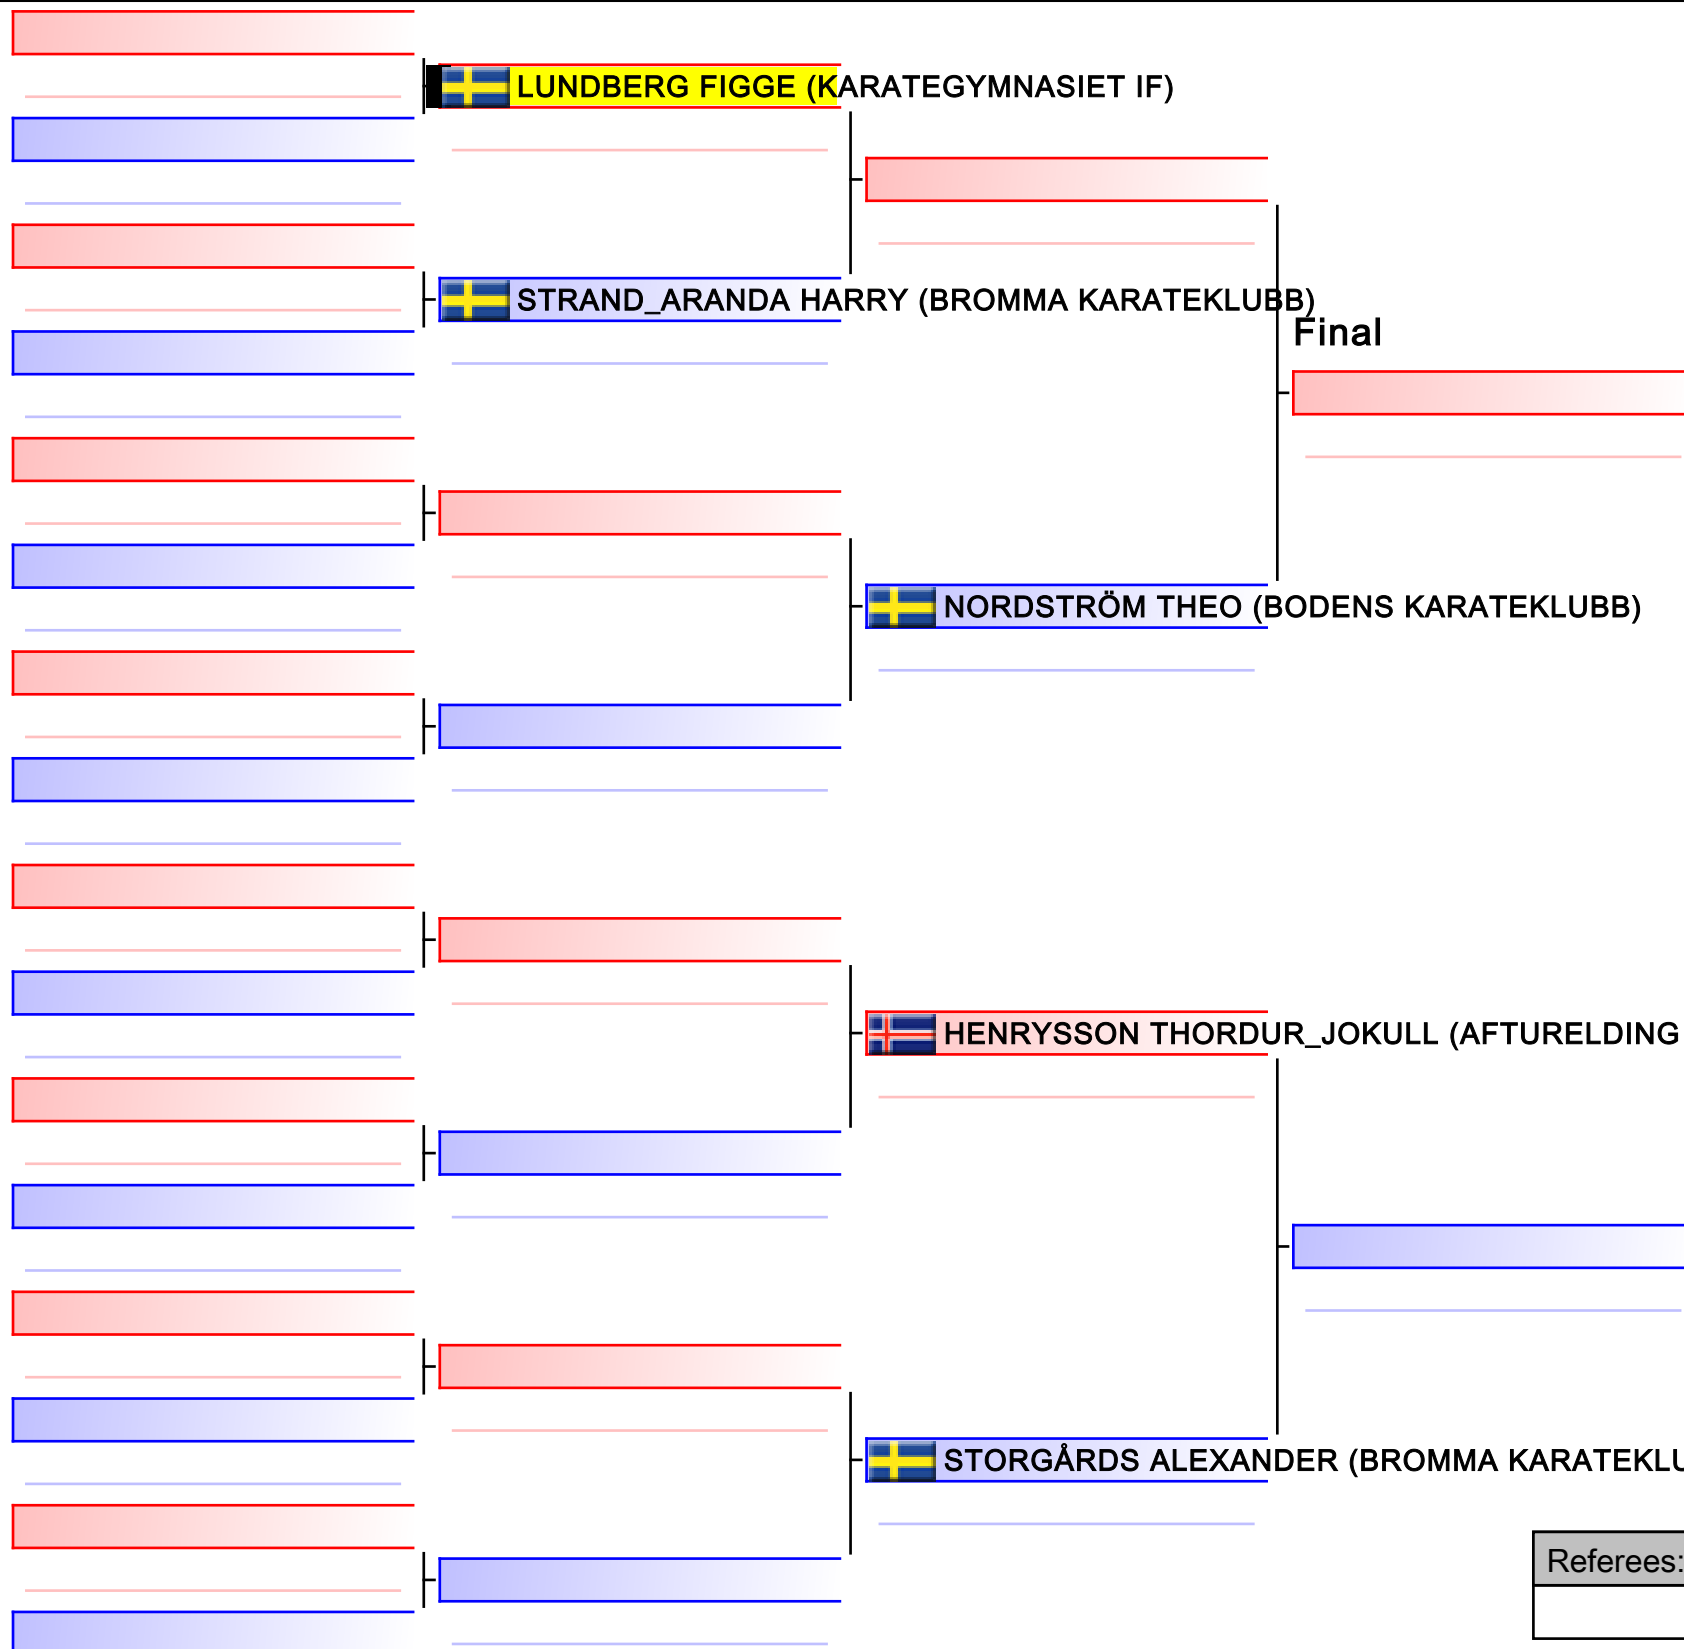 LUNDBERG FIGGE (KARATEGYMNASIET IF)
STRAND_ARANDA HARRY (BROMMA KARATEKLUBB)
Final
NORDSTRÖM THEO (BODENS KARATEKLUBB)
HENRYSSON THORDUR_JOKULL (AFTURELDING
STORGÅRDS ALEXANDER (BROMMA KARATEKLU
Referees: